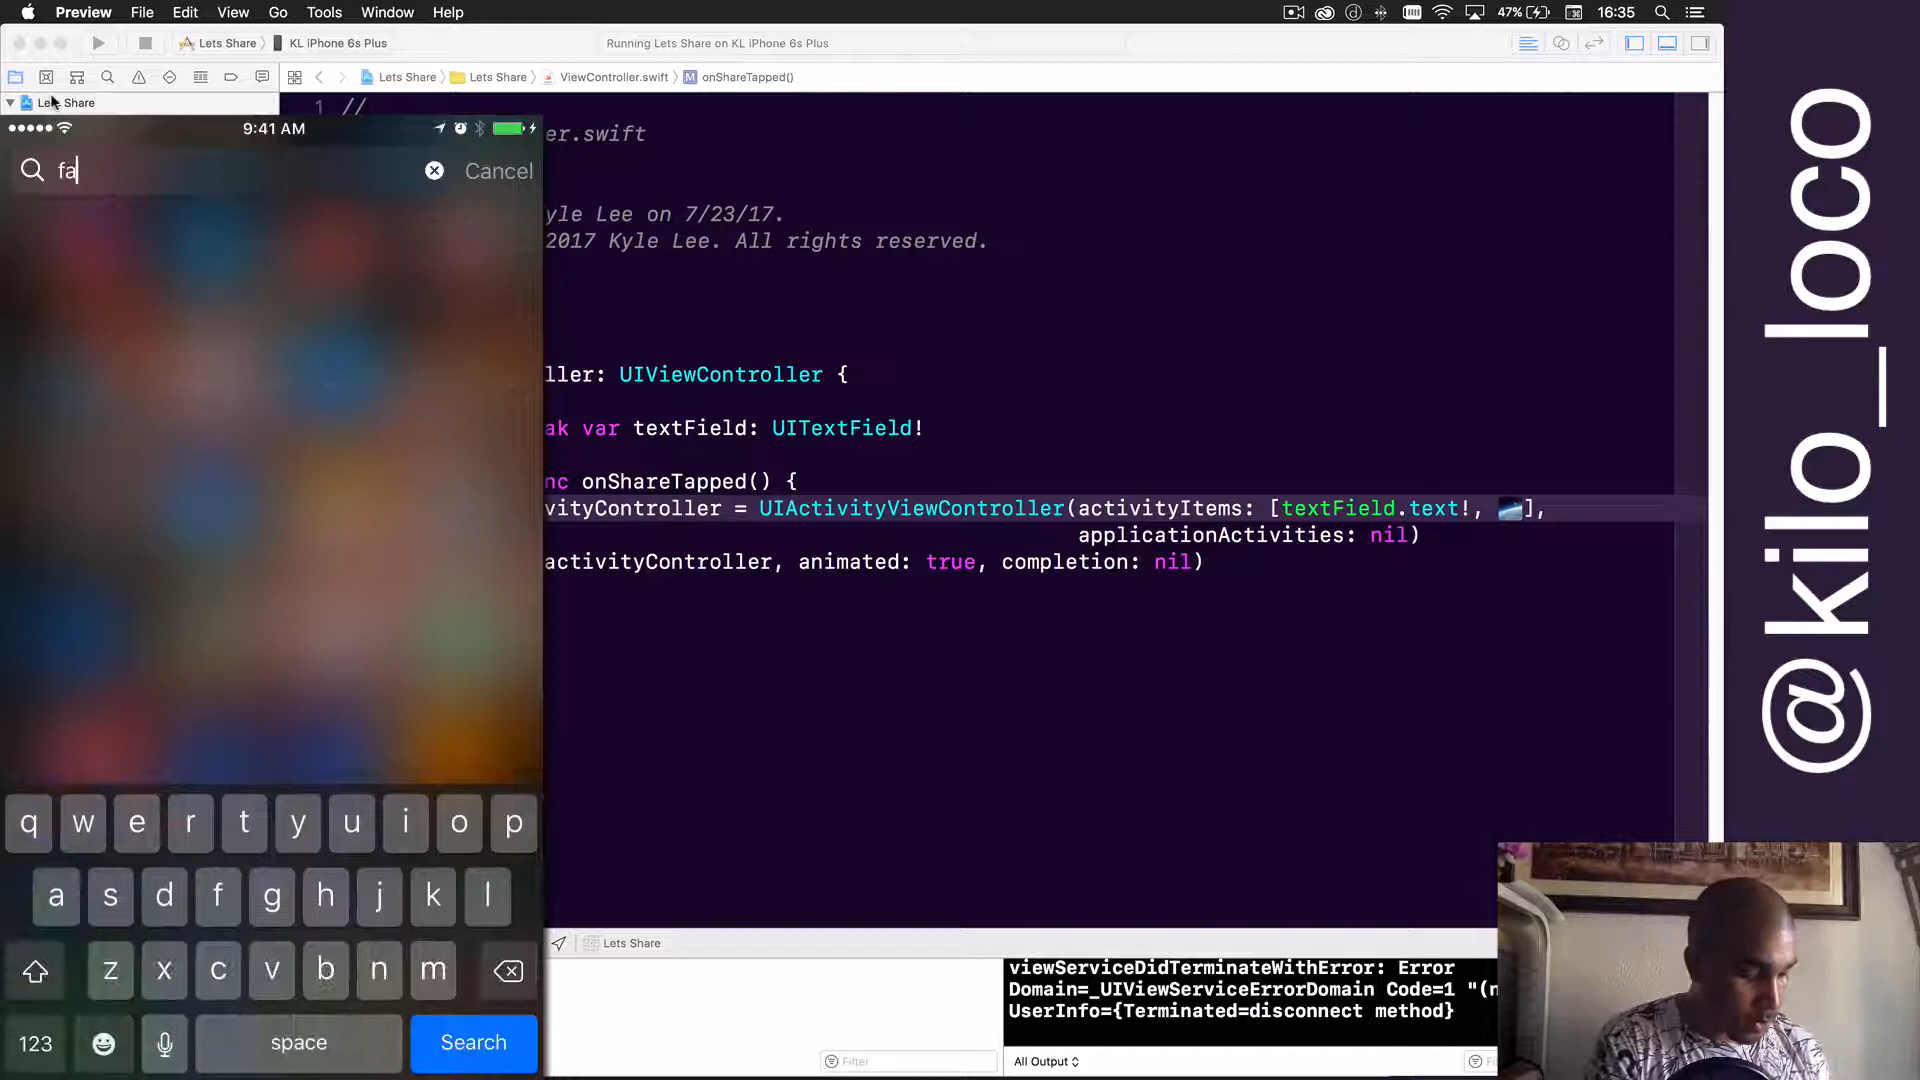 Preview File Edit View Go Tools Window Help 47% 16:35
Lets Share KL iPhone 6s Plus Running Lets Share on KL iPhone 6s Plus
Lets Share Lets Share ViewController.swift M onShareTapped()
Lets Share
1 //
9:41 AM
er.swift
fa Cancel
yle Lee on 7/23/17.
2017 Kyle Lee. All rights reserved.
ller: UIViewController {
ak var textField: UITextField!
nc onShareTapped() {
vityController = UIActivityViewController(activityItems: [textField.text!, ],
applicationActivities: nil)
activityController, animated: true, completion: nil)
q w e r t y u i o p
a s d f g h j k l
z x c v b n m
123 space Search
Lets Share
viewServiceDidTerminateWithError: Error
Domain=_UIViewServiceErrorDomain Code=1 "(n
UserInfo={Terminated=disconnect method}
Filter All Output
@kilo_loco